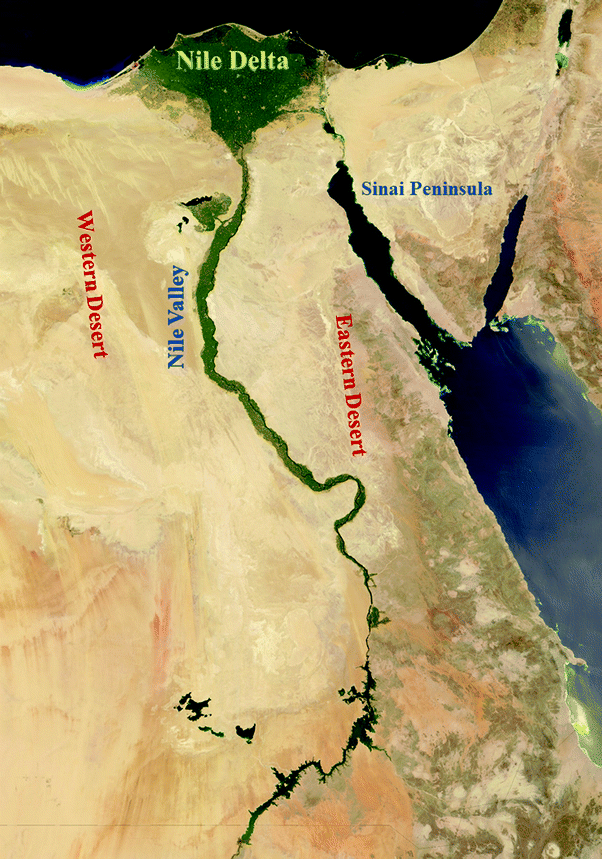 Nile Delta
Sinai Peninsula
Western Desert
Nile Valley
Eastern Desert